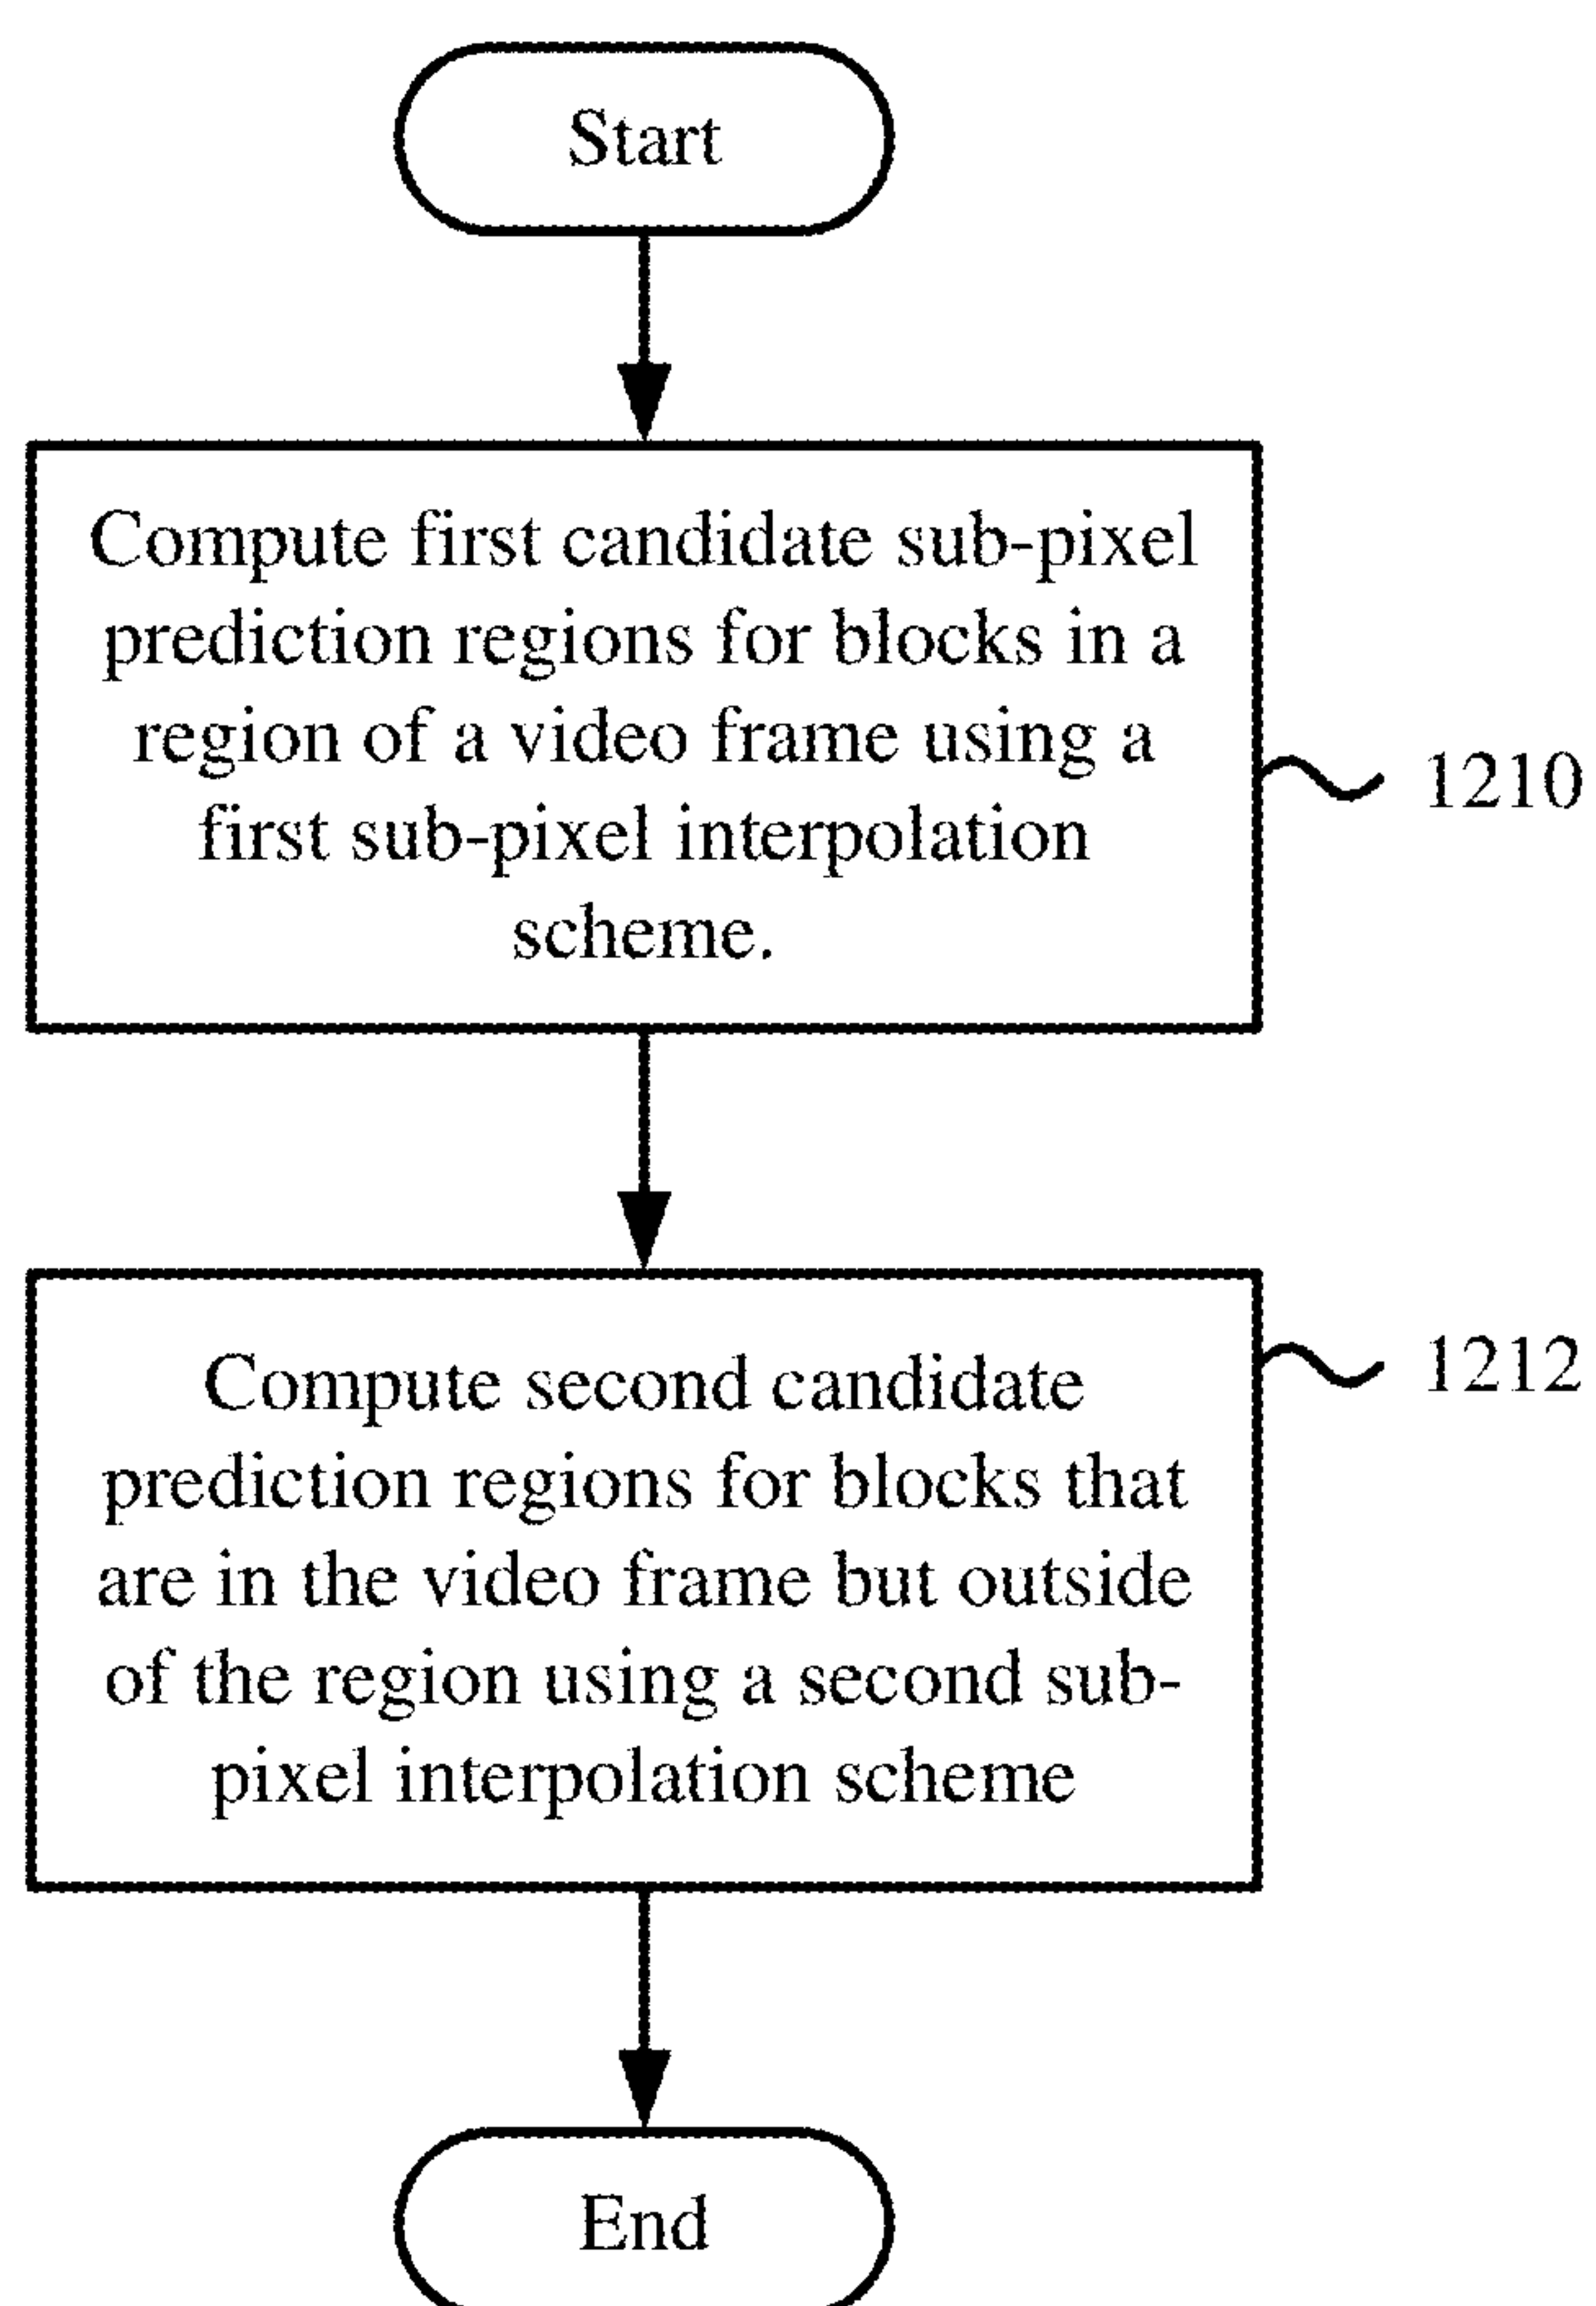 Start
Compute first candidate sub-pixel
prediction regions for blocks in a
region of a video frame using a
first sub-pixel interpolation
scheme.
1210
Compute second candidate
prediction regions for blocks that
are in the video frame but outside
of the region using a second sub-
pixel interpolation scheme
1212
End